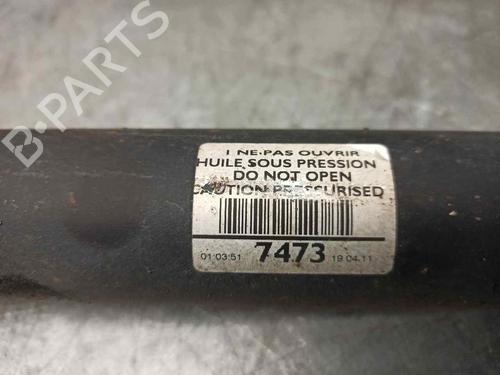 ! NE PAS OUVRIR
HUILE SOUS PRESSION
DO NOT OPEN
CAUTION PRESSURISED
01:03:51 7473 19.04.11
B-PARTS